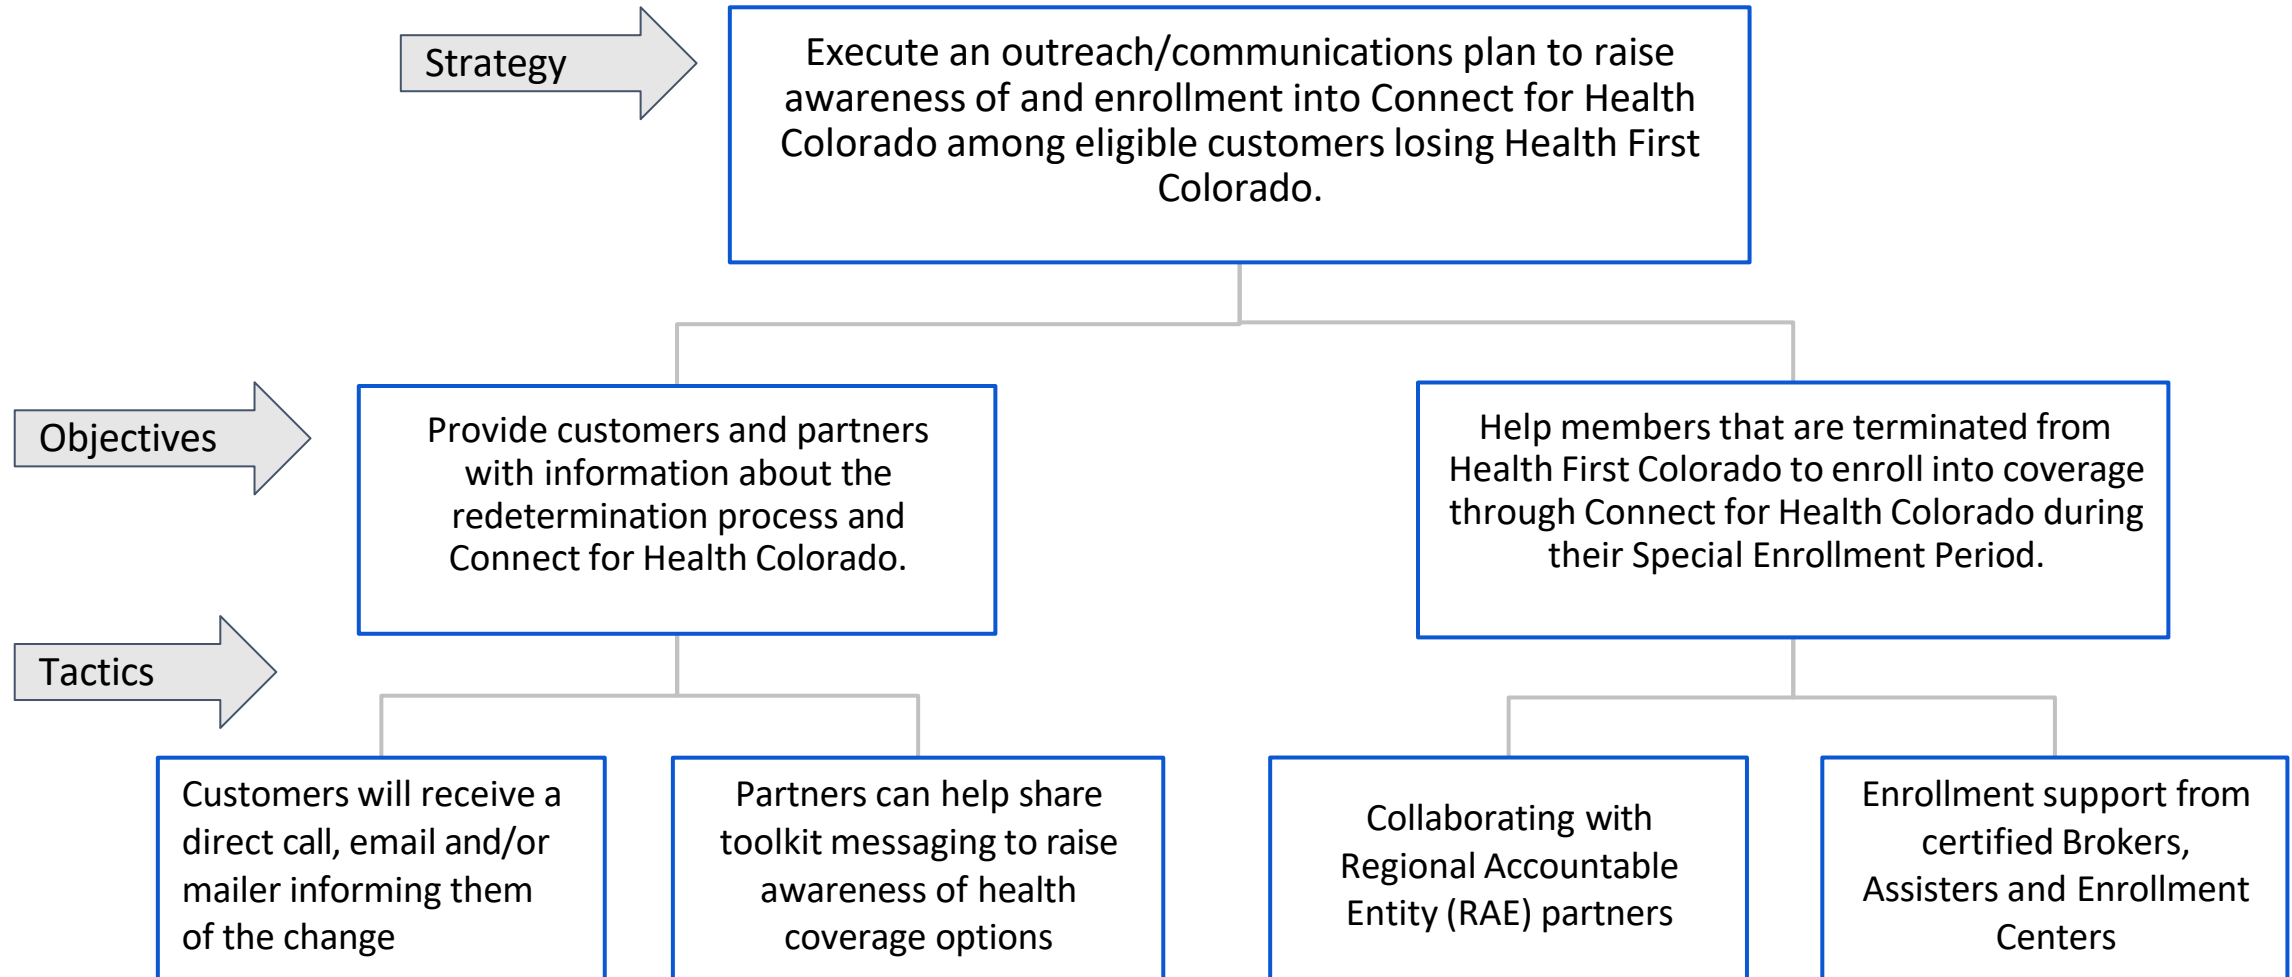 Strategy
Execute an outreach/communications plan to raise
awareness of and enrollment into Connect for Health
Colorado among eligible customers losing Health First
Colorado.
Objectives
Provide customers and partners
with information about the
redetermination process and
Connect for Health Colorado.
Help members that are terminated from
Health First Colorado to enroll into coverage
through Connect for Health Colorado during
their Special Enrollment Period.
Tactics
Customers will receive a
direct call, email and/or
mailer informing them
of the change
Partners can help share
toolkit messaging to raise
awareness of health
coverage options
Collaborating with
Regional Accountable
Entity (RAE) partners
Enrollment support from
certified Brokers,
Assisters and Enrollment
Centers